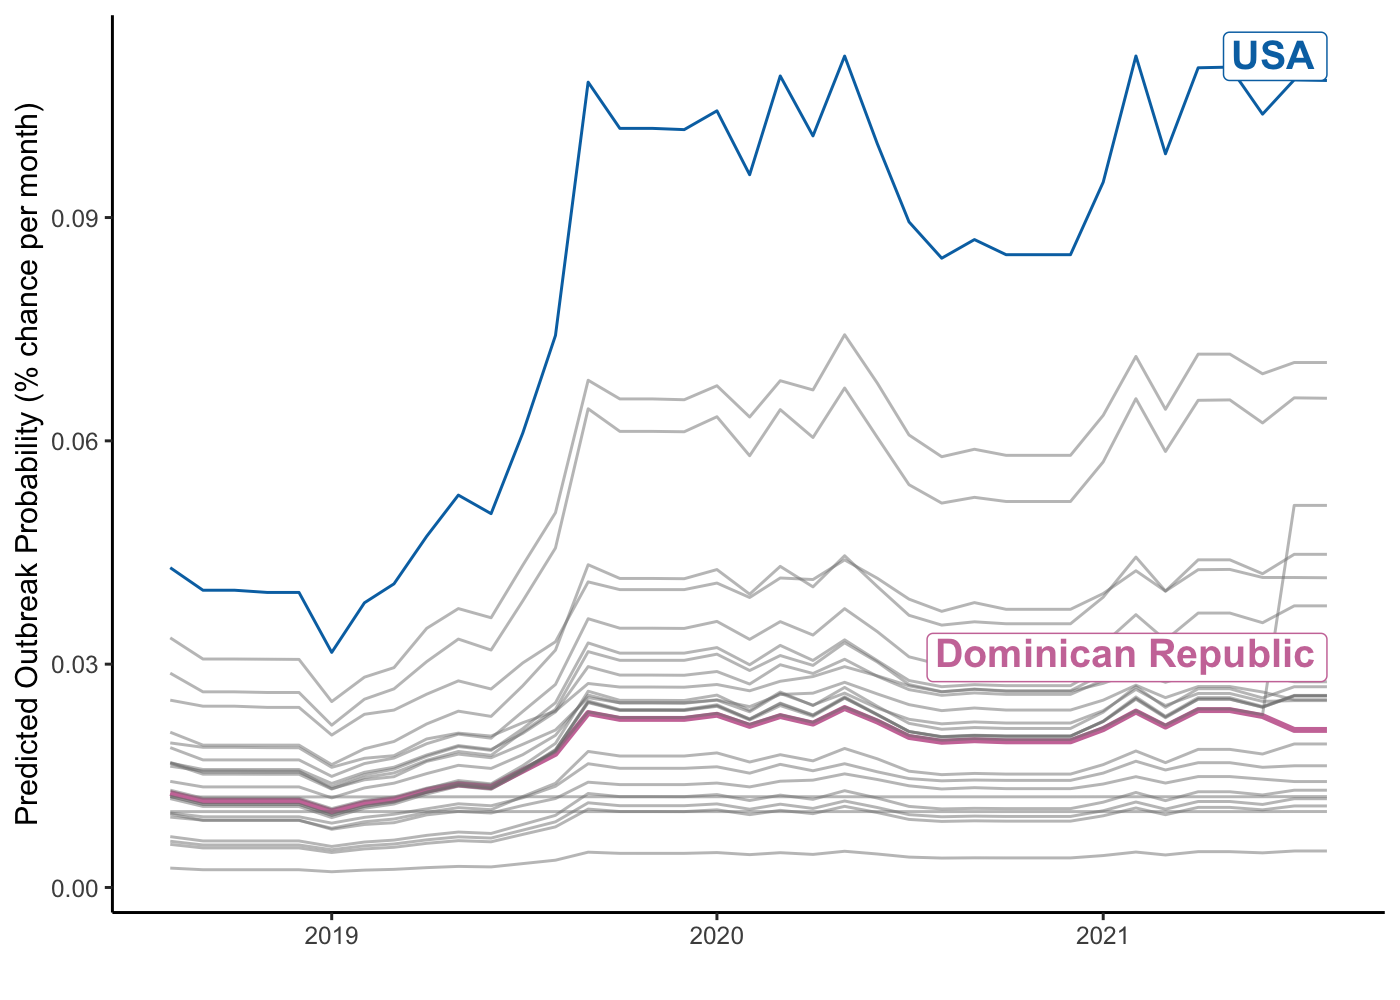 USA
Predicted Outbreak Probability (% chance per month)
0.09
0.06
0.03
0.00
Dominican Republic
2019
2020
2021